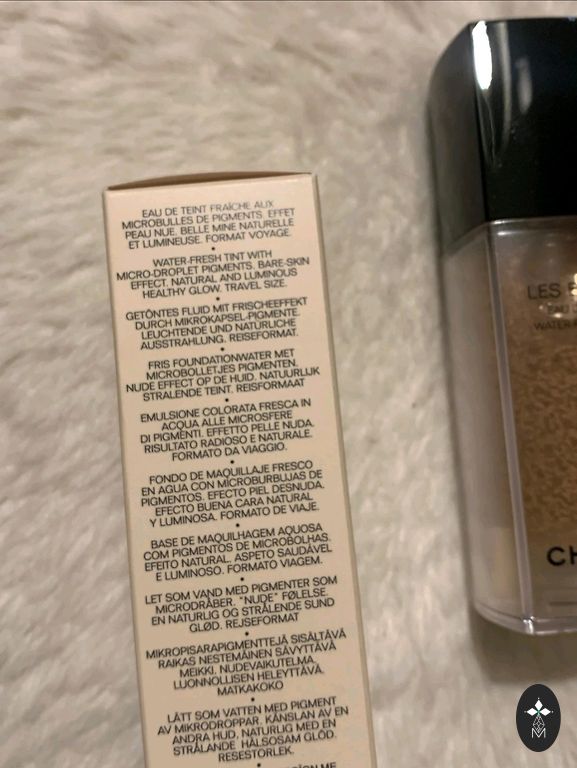 EAU DE TEINT FRAÎCHE AUX
MICROBULLES DE PIGMENTS. EFFET
PEAU NUE. BELLE MINE NATURELLE
ET LUMINEUSE. FORMAT VOYAGE.
•
WATER-FRESH TINT WITH
MICRO-DROPLET PIGMENTS. BARE-SKIN
EFFECT. NATURAL AND LUMINOUS
HEALTHY GLOW. TRAVEL SIZE.
•
GETÖNTES FLUID MIT FRISCHEEFFEKT
DURCH MIKROKAPSEL-PIGMENTE.
LEUCHTENDE UND NATÜRLICHE
AUSSTRAHLUNG. REISEFORMAT.
•
FRIS FOUNDATIONWATER MET
MICROBOLLETJES PIGMENTEN.
NUDE EFFECT OP DE HUID. NATUURLIJK
STRALENDE TEINT. REISFORMAAT
•
EMULSIONE COLORATA FRESCA IN
ACQUA ALLE MICROSFERE
DI PIGMENTI. EFFETTO PELLE NUDA.
RISULTATO RADIOSO E NATURALE.
FORMATO DA VIAGGIO.
•
FONDO DE MAQUILLAJE FRESCO
EN AGUA CON MICROBURBUJAS DE
PIGMENTOS. EFECTO PIEL DESNUDA.
EFECTO BUENA CARA NATURAL
Y LUMINOSA. FORMATO DE VIAJE.
•
BASE DE MAQUILHAGEM AQUOSA
COM PIGMENTOS DE MICROBOLHAS.
EFEITO NATURAL. ASPETO SAUDÁVEL
E LUMINOSO. FORMATO VIAGEM.
•
LET SOM VAND MED PIGMENTER SOM
MICRODRÅBER. "NUDE" FØLELSE.
EN NATURLIG OG STRÅLENDE SUND
GLØD. REJSEFORMAT
•
MIKROPISARAPIGMENTTEJÄ SISÄLTÄVÄ
RAIKAS NESTEMÄINEN SÄVYTTÄVÄ
MEIKKI. NUDEVAIKUTELMA.
LUONNOLLISEN HELEYTTÄVÄ.
MATKAKOKO
•
LÄTT SOM VATTEN MED PIGMENT
AV MIKRODROPPAR. KÄNSLAN AV EN
ANDRA HUD. NATURLIG MED EN
STRÅLANDE HÄLSOSAM GLÖD.
RESESTORLEK.
•
LES
EAU
WATER
CH
M